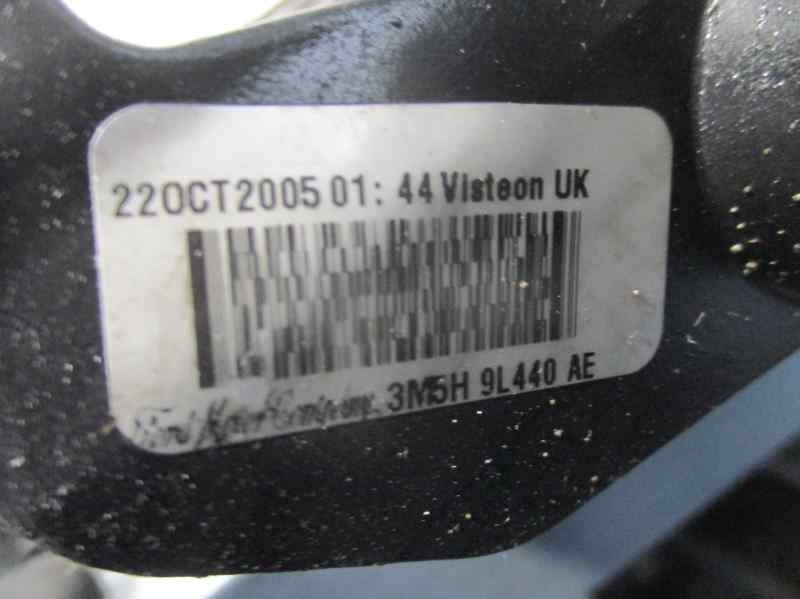 22OCT2005 01: 44 Visteon UK
Ford Motor Company. 3M5H 9L440 AE